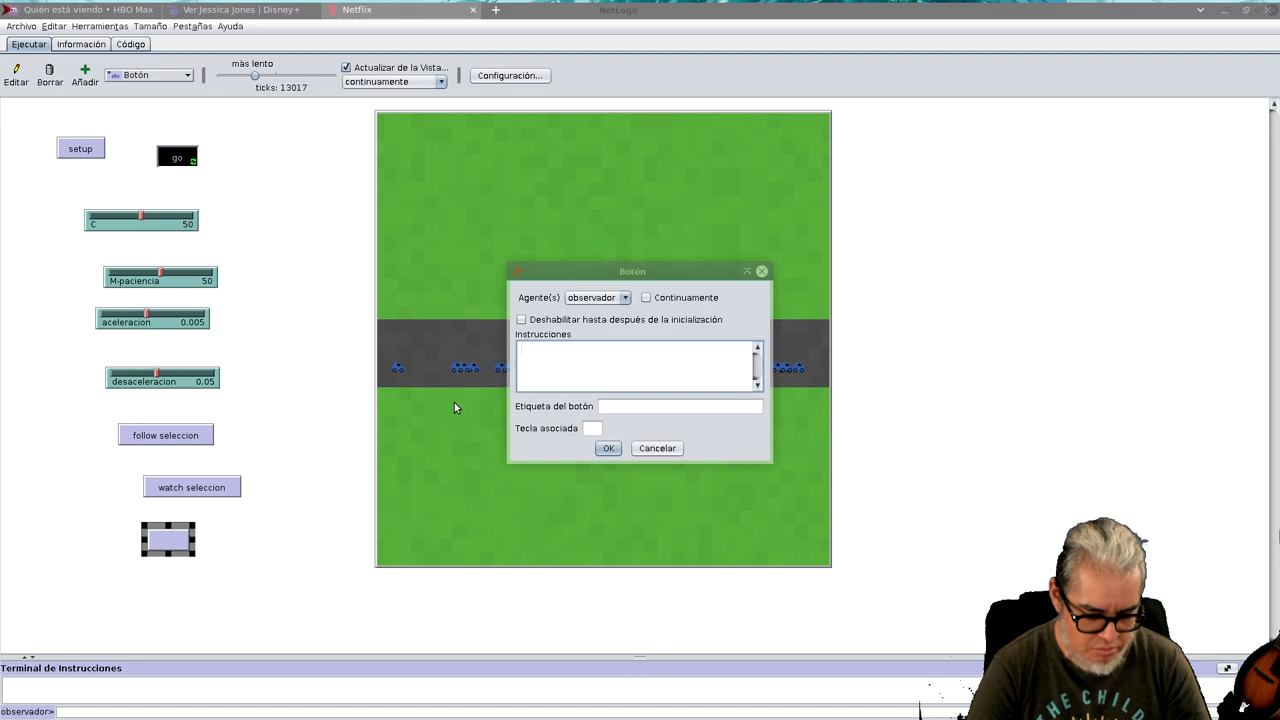 Quién está viendo • HBO Max
Ver Jessica Jones | Disney+
Netflix
NetLogo
Archivo Editar Herramientas Tamaño Pestañas Ayuda
Ejecutar Información Código
Editar
Borrar
Añadir
Botón
más lento
ticks: 13017
Actualizar de la Vista...
continuamente
Configuración...
setup
go
C 50
M-paciencia 50
aceleracion 0.005
desaceleracion 0.05
follow seleccion
watch seleccion
Botón
Agente(s) observador Continuamente
Deshabilitar hasta después de la inicialización
Instrucciones
Etiqueta del botón
Tecla asociada
OK Cancelar
Terminal de Instrucciones
observador>
THE CHILD